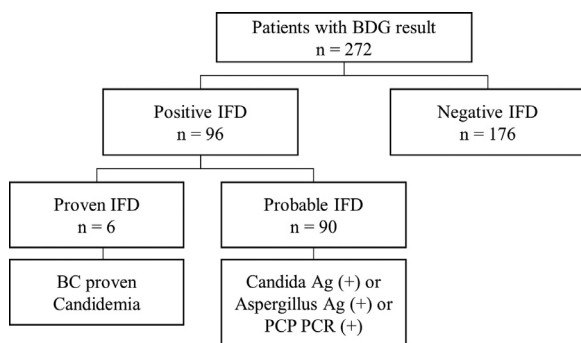 Patients with BDG result
n = 272
Positive IFD
n = 96
Negative IFD
n = 176
Proven IFD
n = 6
Probable IFD
n = 90
BC proven
Candidemia
Candida Ag (+) or
Aspergillus Ag (+) or
PCP PCR (+)